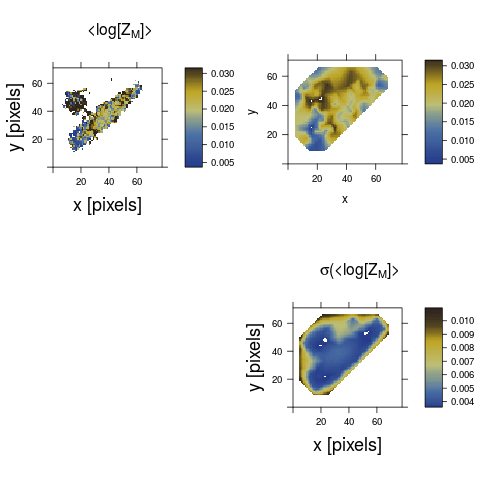 <log[Z_M]>
60
40
20
20 40 60
x [pixels]
y [pixels]
0.030
0.025
0.020
0.015
0.010
0.005
60
40
20
20 40 60
x
y
0.030
0.025
0.020
0.015
0.010
0.005
σ(<log[Z_M]>
60
40
20
20 40 60
x [pixels]
y [pixels]
0.010
0.009
0.008
0.007
0.006
0.005
0.004